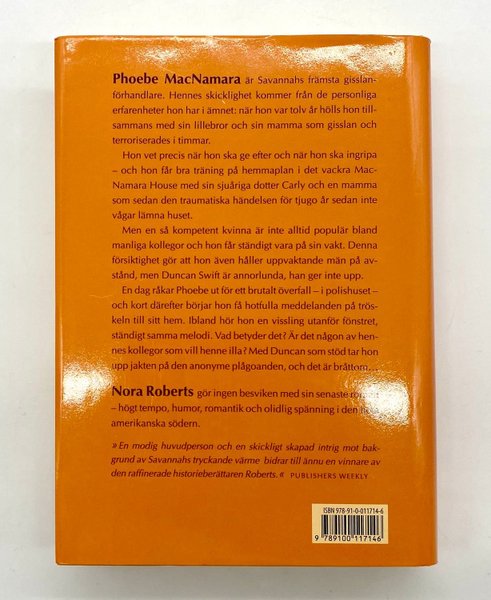 Phoebe MacNamara är Savannahs främsta gisslan-
förhandlare. Hennes skicklighet kommer från de personliga
erfarenheter hon har i ämnet: när hon var tolv år hölls hon till-
sammans med sin lillebror och sin mamma som gisslan och
terroriserades i timmar.
Hon vet precis när hon ska ge efter och när hon ska ingripa
– och hon får bra träning på hemmaplan i det vackra Mac-
Namara House med sin sjuåriga dotter Carly och en mamma
som sedan den traumatiska händelsen för tjugo år sedan inte
vågar lämna huset.
Men en så kompetent kvinna är inte alltid populär bland
manliga kollegor och hon får ständigt vara på sin vakt. Denna
försiktighet gör att hon även håller uppvaktande män på av-
stånd, men Duncan Swift är annorlunda, han ger inte upp.
En dag råkar Phoebe ut för ett brutalt överfall – i polishuset –
och kort därefter börjar hon få hotfulla meddelanden på trös-
keln till sitt hem. Ibland hör hon en vissling utanför fönstret,
ständigt samma melodi. Vad betyder det? Är det någon av hen-
nes kollegor som vill henne illa? Med Duncan som stöd tar hon
upp jakten på den anonyme plågoanden, och det är bråttom…
Nora Roberts gör ingen besviken med sin senaste
– högt tempo, humor, romantik och olidlig spänning i den
amerikanska södern.
»En modig huvudperson och en skickligt skapad intrig mot bak-
grund av Savannahs tryckande värme bidrar till ännu en vinnare av
den raffinerade historieberättaren Roberts.« PUBLISHERS WEEKLY
ISBN 978-91-0-011714-6
9 789100 117146